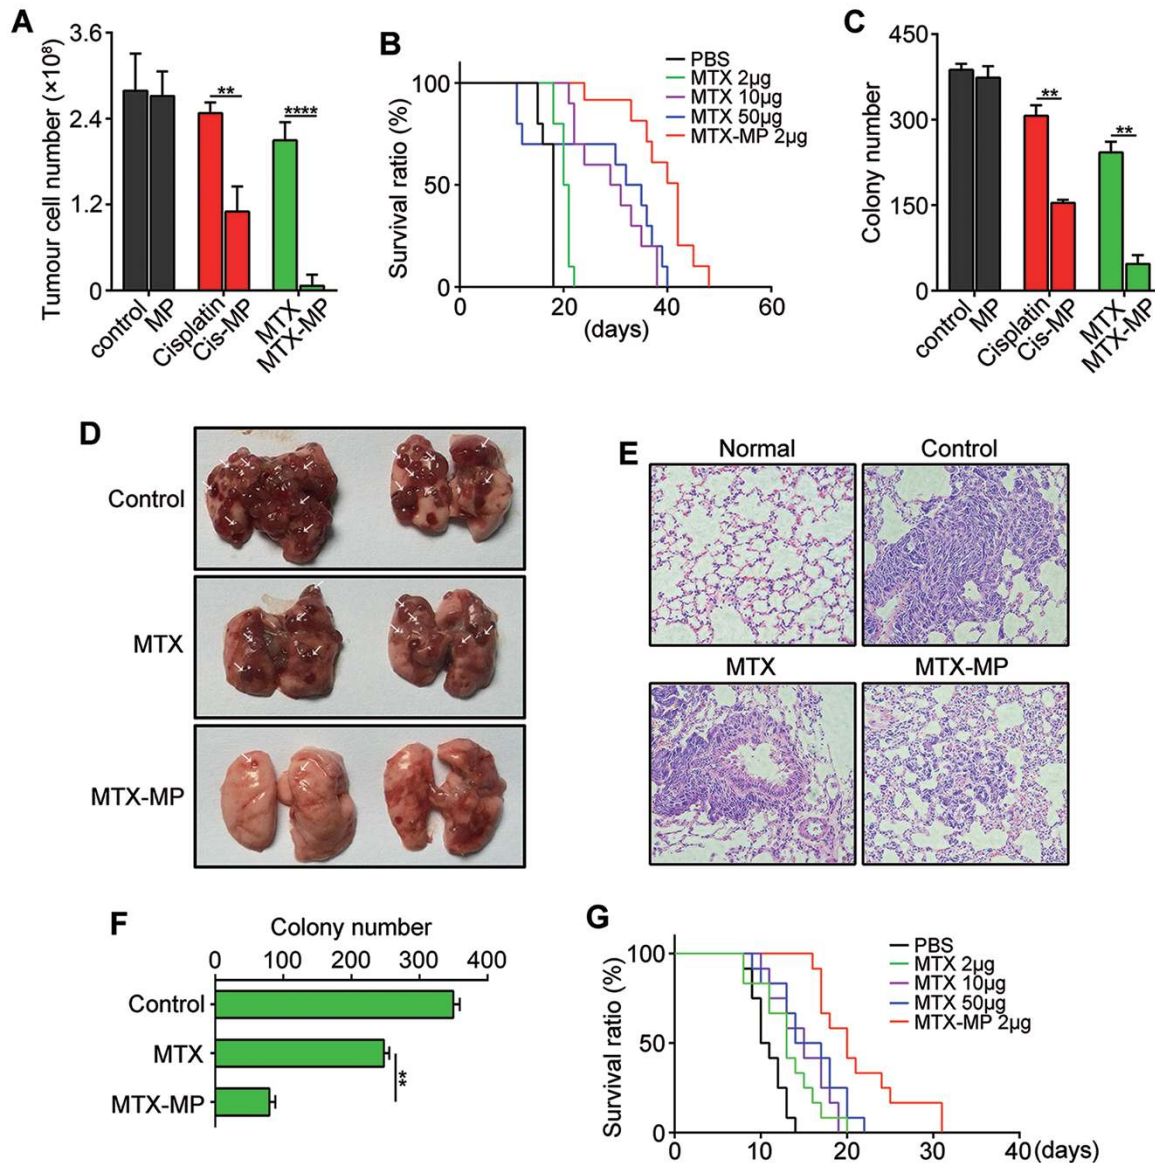 A
Tumour cell number (×10⁸)
3.6
2.4
1.2
0
control
MP
Cisplatin
Cis-MP
MTX
MTX-MP
**
****
B
Survival ratio (%)
100
50
0
0 20 40 60
(days)
PBS
MTX 2µg
MTX 10µg
MTX 50µg
MTX-MP 2µg
C
Colony number
450
300
150
0
control
MP
Cisplatin
Cis-MP
MTX
MTX-MP
**
**
D
Control
MTX
MTX-MP
E
Normal Control
MTX MTX-MP
F
Colony number
0 100 200 300 400
Control
MTX
MTX-MP
**
G
Survival ratio (%)
100
50
0
0 10 20 30 40 (days)
PBS
MTX 2µg
MTX 10µg
MTX 50µg
MTX-MP 2µg